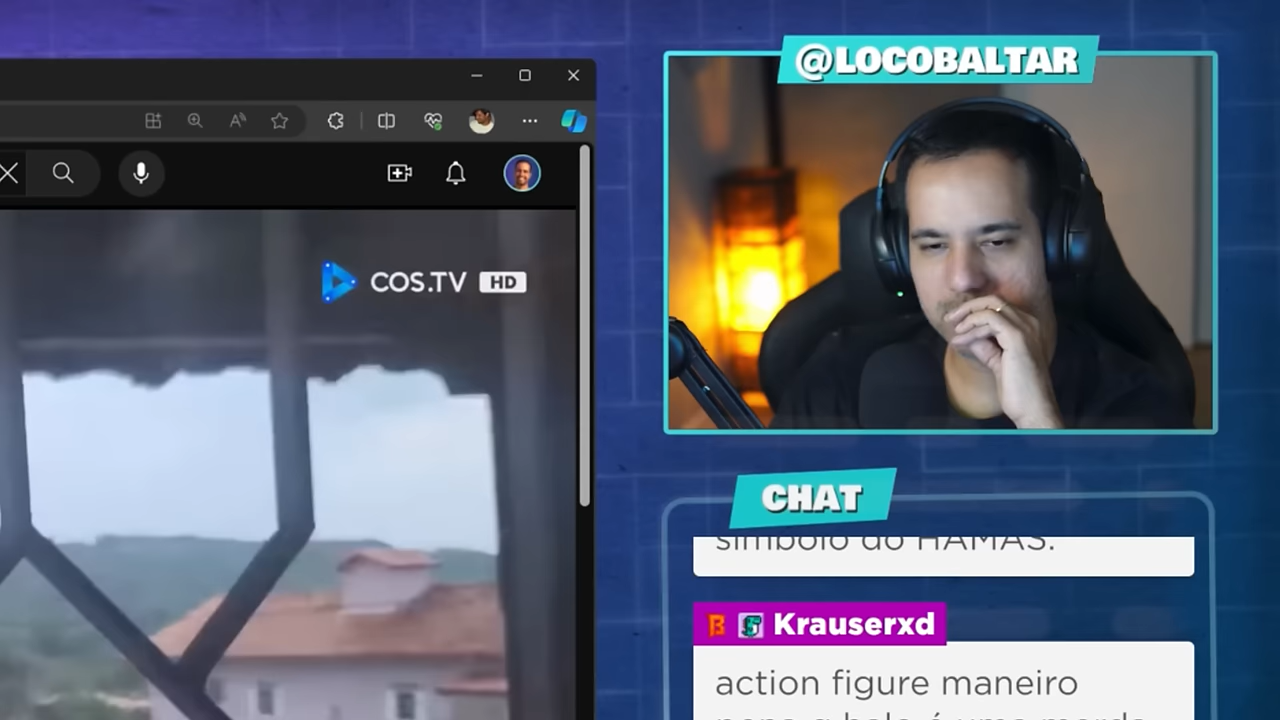 @LOCOBALTAR
COS.TV HD
CHAT
símbolo do HAMAS.
Krauserxd
action figure maneiro